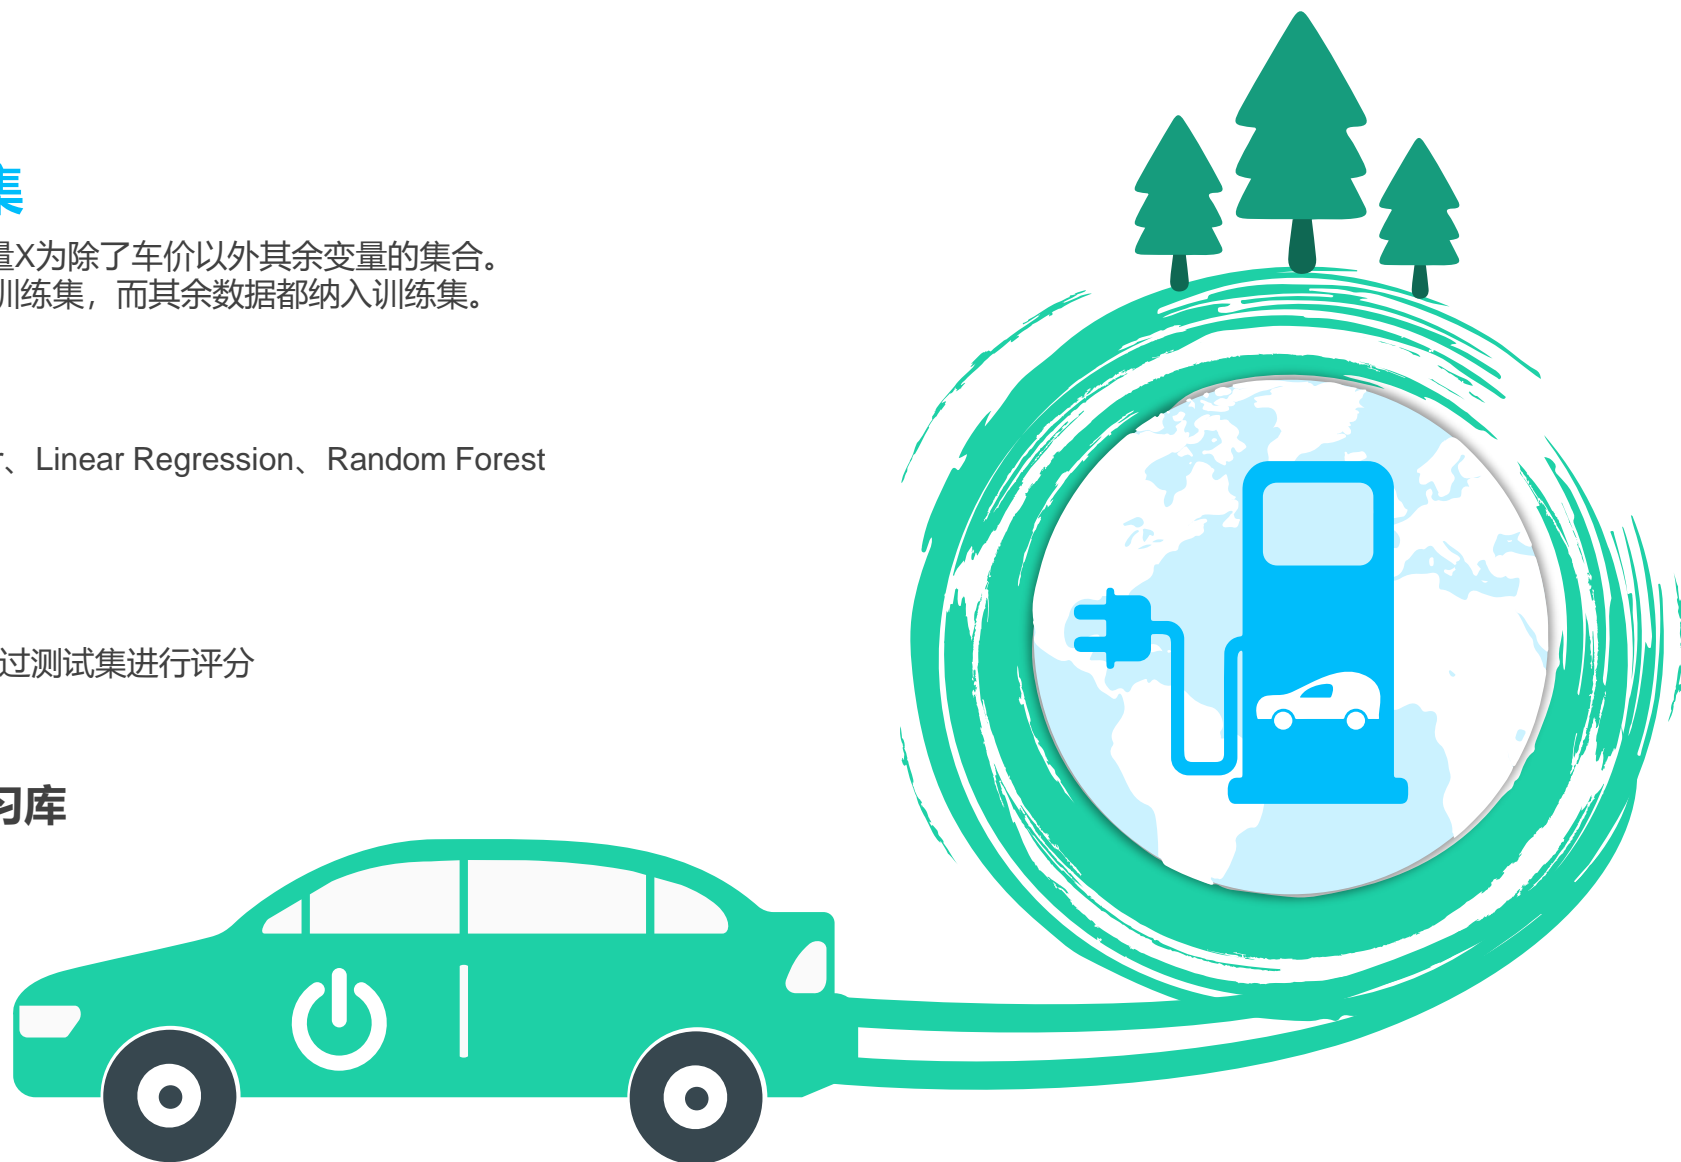 集
量X为除了车价以外其余变量的集合。
训练集，而其余数据都纳入训练集。
、Linear Regression、Random Forest
过测试集进行评分
习库